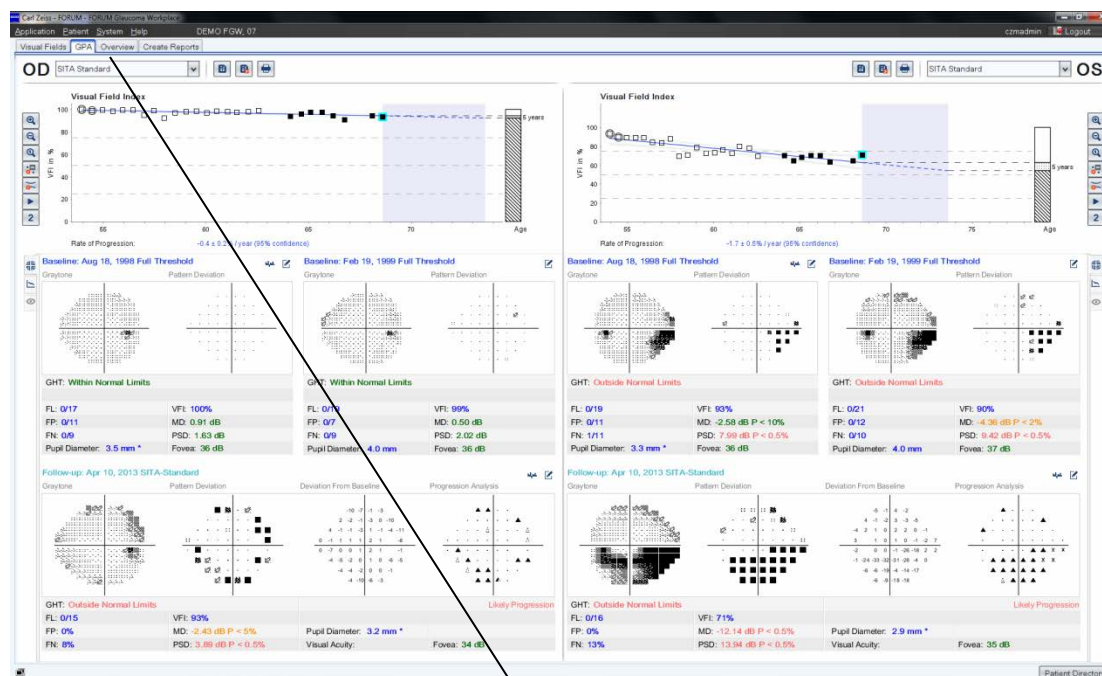 Carl Zeiss - FORUM - FORUM Glaucoma Workplace
Application Patient System Help DEMO FGW, 07 czmadmin Logout
Visual Fields GPA Overview Create Reports
OD SITA Standard SITA Standard OS
Visual Field Index
100
80
60
40
20
0
VFI in %
55 60 65 70 Age
5 years
Rate of Progression: -0.4 ± 0.2% / year (95% confidence)
2
Visual Field Index
100
80
60
40
20
0
VFI in %
55 60 65 70 75 Age
5 years
Rate of Progression: -1.7 ± 0.6% / year (95% confidence)
2
Baseline: Aug 18, 1998 Full Threshold
Graytone Pattern Deviation
GHT: Within Normal Limits
FL: 0/17 VFI: 100%
FP: 0/11 MD: 0.91 dB
FN: 0/9 PSD: 1.63 dB
Pupil Diameter: 3.5 mm * Fovea: 36 dB
Baseline: Feb 19, 1999 Full Threshold
Graytone Pattern Deviation
GHT: Within Normal Limits
FL: VFI: 99%
FP: 0/7 MD: 0.50 dB
FN: 0/9 PSD: 2.02 dB
Pupil Diameter: 4.0 mm Fovea: 36 dB
Baseline: Aug 18, 1998 Full Threshold
Graytone Pattern Deviation
GHT: Outside Normal Limits
FL: 0/19 VFI: 93%
FP: 0/11 MD: -2.58 dB P < 10%
FN: 1/11 PSD: 7.99 dB P < 0.5%
Pupil Diameter: 3.3 mm * Fovea: 36 dB
Baseline: Feb 19, 1999 Full Threshold
Graytone Pattern Deviation
GHT: Outside Normal Limits
FL: 0/21 VFI: 90%
FP: 0/12 MD: -4.36 dB P < 2%
FN: 0/10 PSD: 9.42 dB P < 0.5%
Pupil Diameter: 4.0 mm Fovea: 37 dB
Follow-up: Apr 10, 2013 SITA-Standard
Graytone Pattern Deviation Deviation From Baseline Progression Analysis
GHT: Outside Normal Limits Likely Progression
FL: 0/15 VFI: 93%
FP: 0% MD: -2.43 dB P < 5% Pupil Diameter: 3.2 mm *
FN: 8% PSD: 3.89 dB P < 0.5% Visual Acuity: Fovea: 34 dB
Follow-up: Apr 10, 2013 SITA-Standard
Graytone Pattern Deviation Deviation From Baseline Progression Analysis
GHT: Outside Normal Limits Likely Progression
FL: 0/16 VFI: 71%
FP: 0% MD: -12.14 dB P < 0.5% Pupil Diameter: 2.9 mm *
FN: 13% PSD: 13.94 dB P < 0.5% Visual Acuity: Fovea: 35 dB
Patient Directory